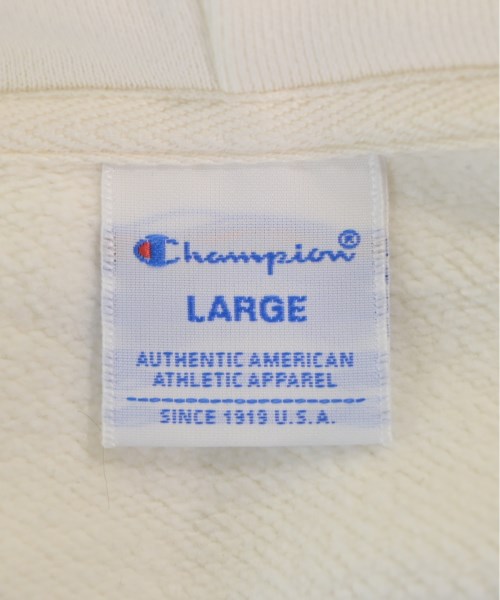 Champion®
LARGE
AUTHENTIC AMERICAN
ATHLETIC APPAREL
SINCE 1919 U.S.A.